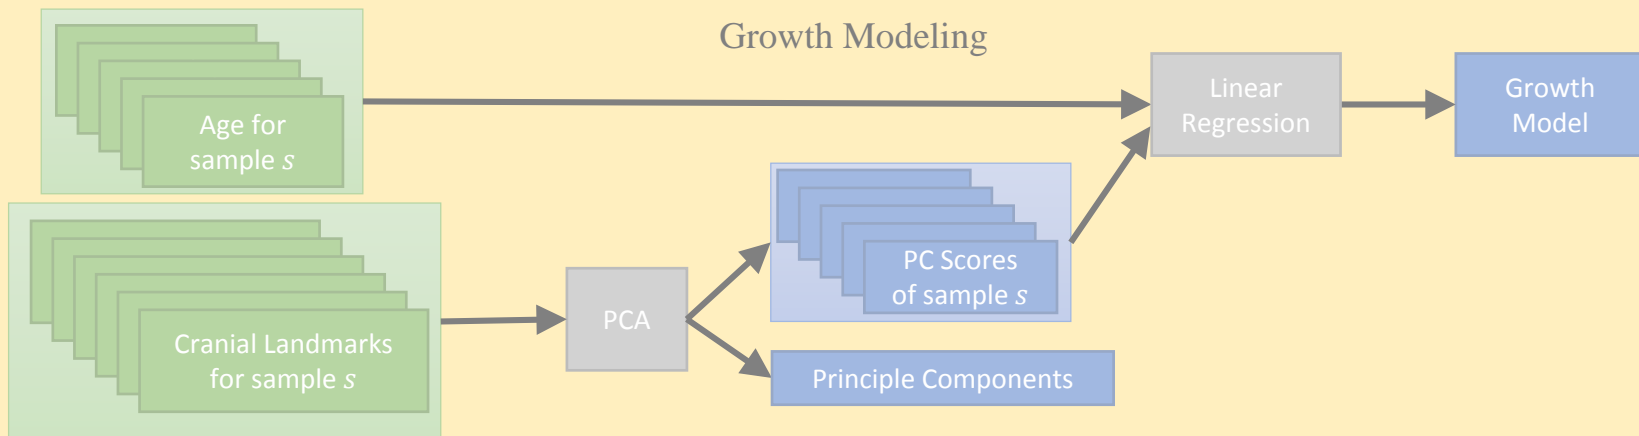 Growth Modeling
Age for
sample s
Linear
Regression
Growth
Model
PC Scores
of sample s
PCA
Cranial Landmarks
for sample s
Principle Components